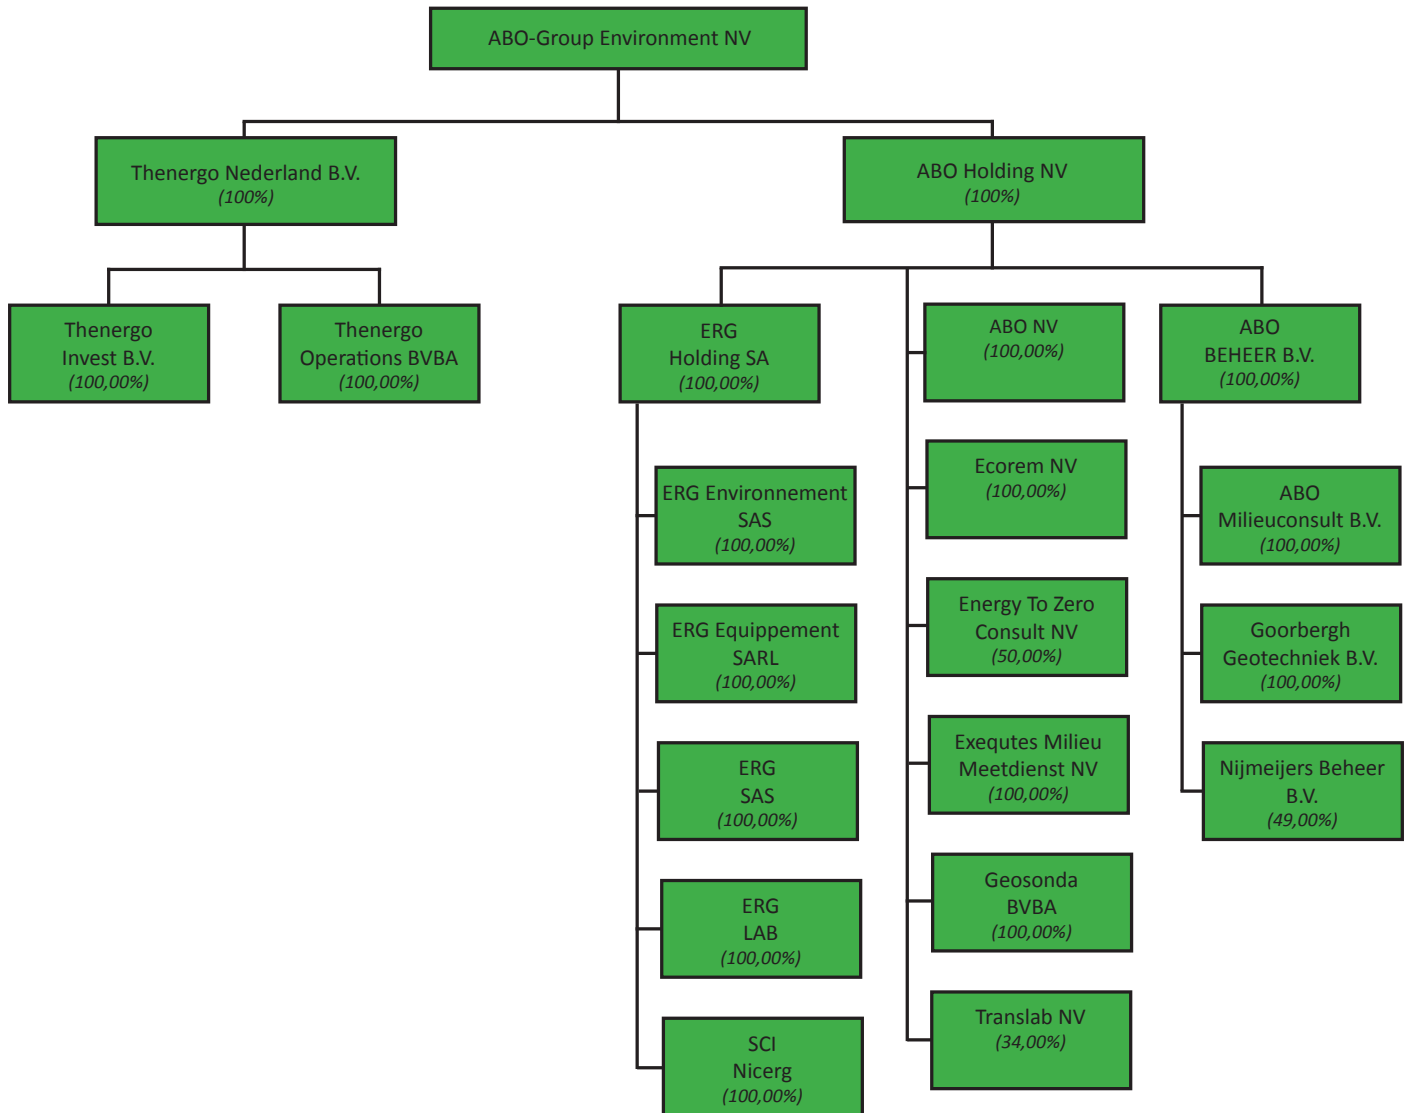 ABO-Group Environment NV
Thenergo Nederland B.V.
(100%)
ABO Holding NV
(100%)
Thenergo
Invest B.V.
(100,00%)
Thenergo
Operations BVBA
(100,00%)
ERG
Holding SA
(100,00%)
ERG Environnement
SAS
(100,00%)
ERG Equippement
SARL
(100,00%)
ERG
SAS
(100,00%)
ERG
LAB
(100,00%)
SCI
Nicerg
(100,00%)
ABO NV
(100,00%)
Ecorem NV
(100,00%)
Energy To Zero
Consult NV
(50,00%)
Exequtes Milieu
Meetdienst NV
(100,00%)
Geosonda
BVBA
(100,00%)
Translab NV
(34,00%)
ABO
BEHEER B.V.
(100,00%)
ABO
Milieuconsult B.V.
(100,00%)
Goorbergh
Geotechniek B.V.
(100,00%)
Nijmeijers Beheer
B.V.
(49,00%)